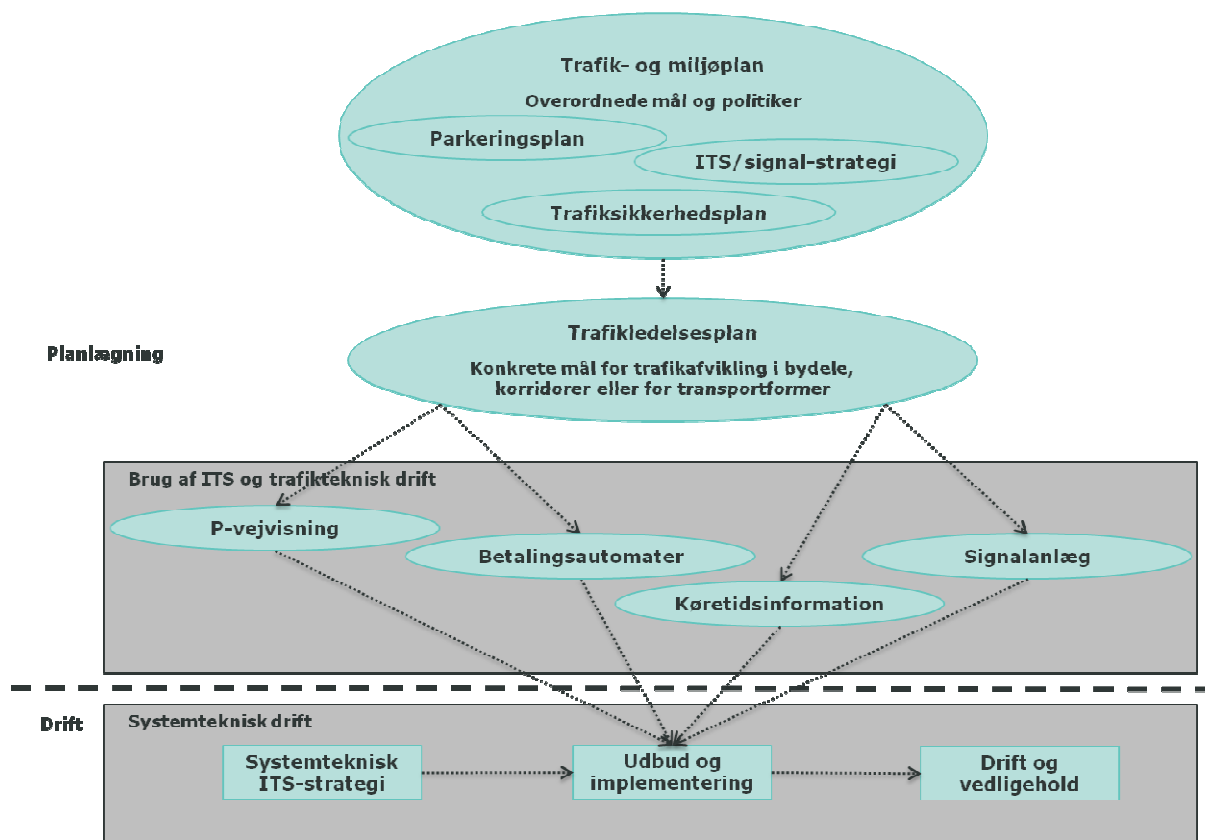 Trafik- og miljøplan
Overordnede mål og politiker
Parkeringsplan
ITS/signal-strategi
Trafiksikkerhedsplan
Planlægning
Trafikledelsesplan
Konkrete mål for trafikafvikling i bydele,
korridorer eller for transportformer
Brug af ITS og trafikteknisk drift
P-vejvisning
Betalingsautomater
Signalanlæg
Køretidsinformation
Drift
Systemteknisk drift
Systemteknisk
ITS-strategi
Udbud og
implementering
Drift og
vedligehold